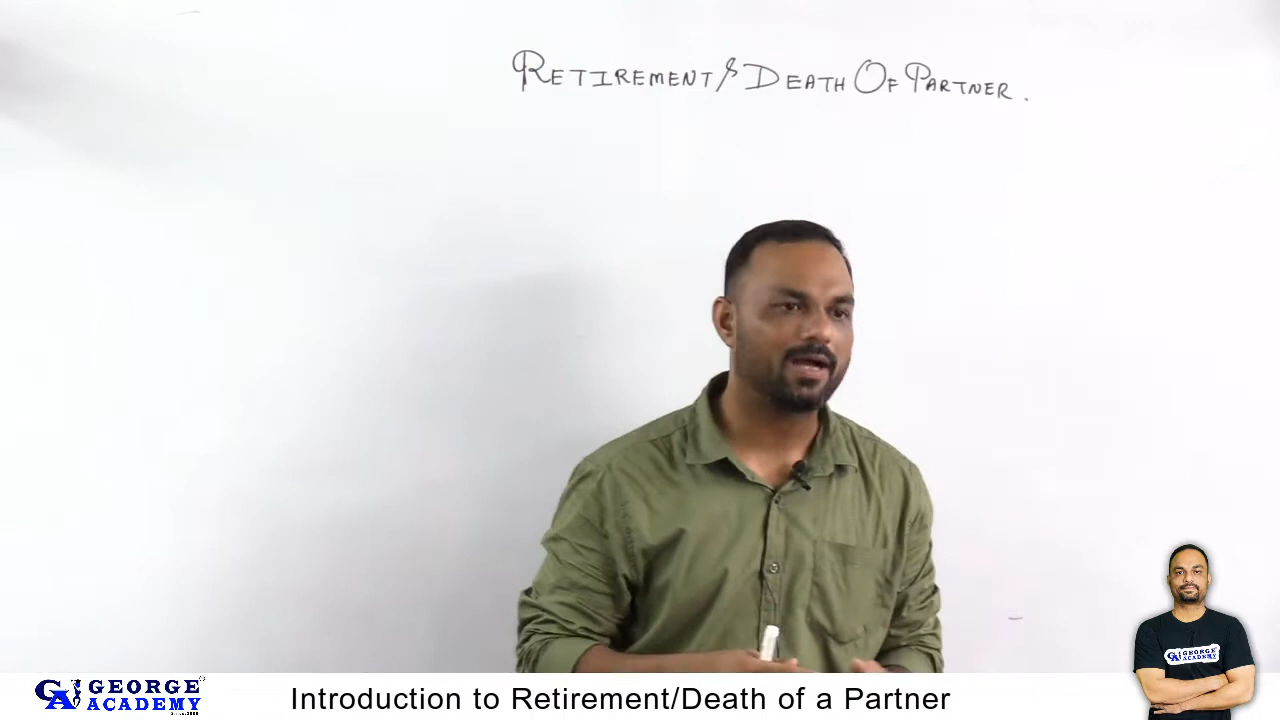 RETIREMENT & DEATH OF PARTNER.
GEORGE
ACADEMY
Introduction to Retirement/Death of a Partner
GEORGE
ACADEMY